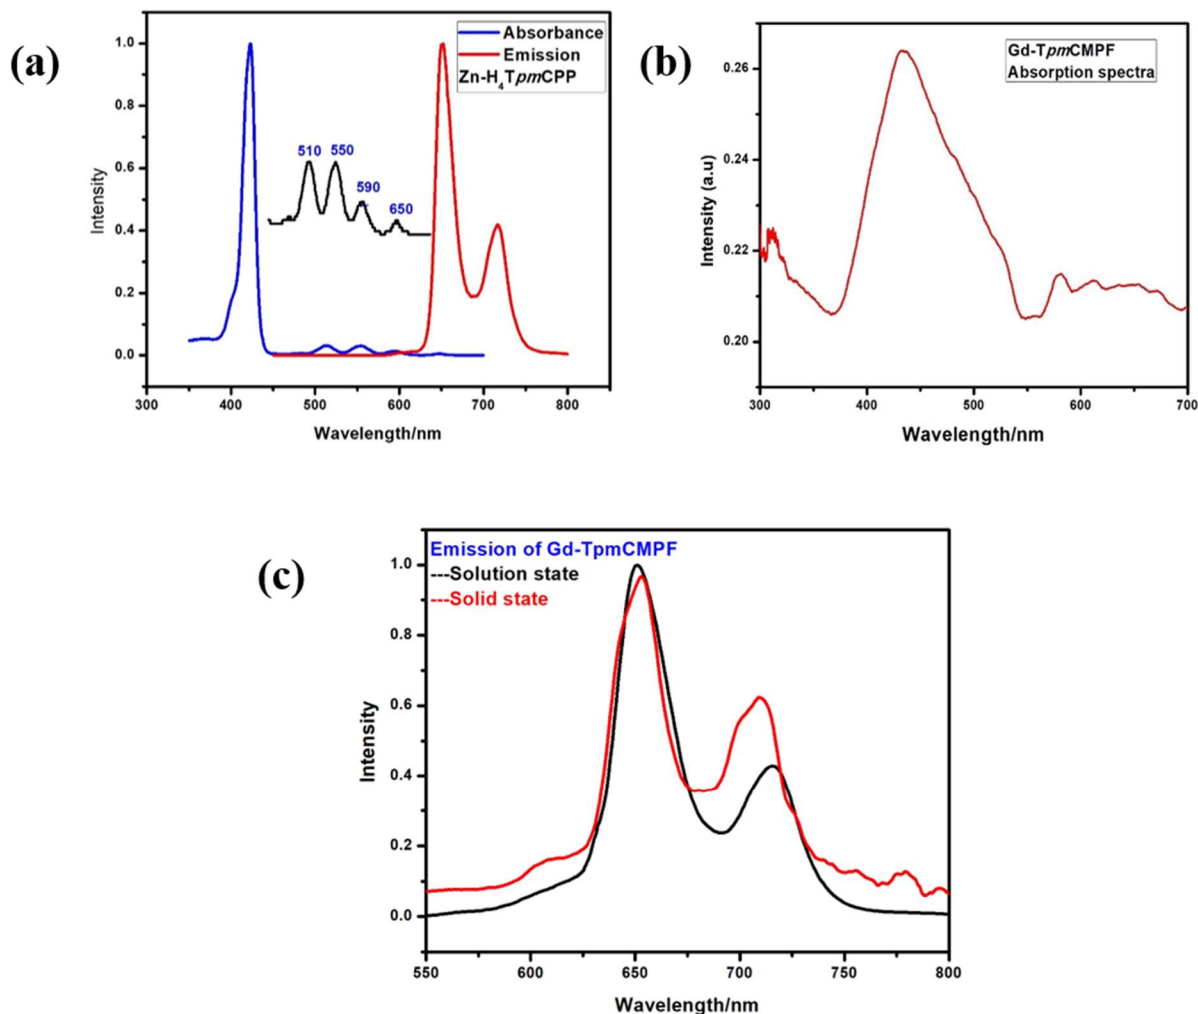 (a)
Absorbance
Emission
Zn-H4TpmCPP
510 550
590
650
1.0
0.8
0.6
0.4
0.2
0.0
Intensity
300 400 500 600 700 800
Wavelength/nm
(b)
Gd-TpmCMPF
Absorption spectra
0.26
0.24
0.22
0.20
Intensity (a.u)
300 400 500 600 700
Wavelength/nm
(c)
Emission of Gd-TpmCMPF
---Solution state
---Solid state
1.0
0.8
0.6
0.4
0.2
0.0
Intensity
550 600 650 700 750 800
Wavelength/nm